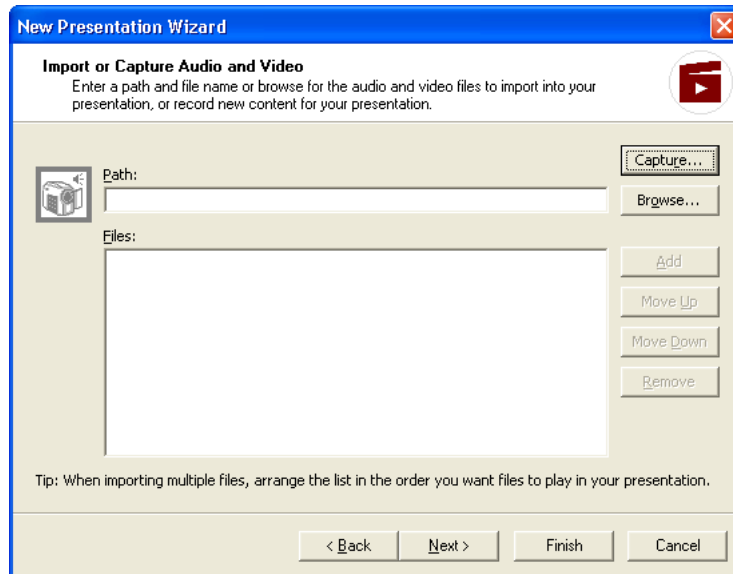 New Presentation Wizard
Import or Capture Audio and Video
Enter a path and file name or browse for the audio and video files to import into your
presentation, or record new content for your presentation.
Capture...
Path:
Browse...
Files:
Add
Move Up
Move Down
Remove
Tip: When importing multiple files, arrange the list in the order you want files to play in your presentation.
< Back Next > Finish Cancel